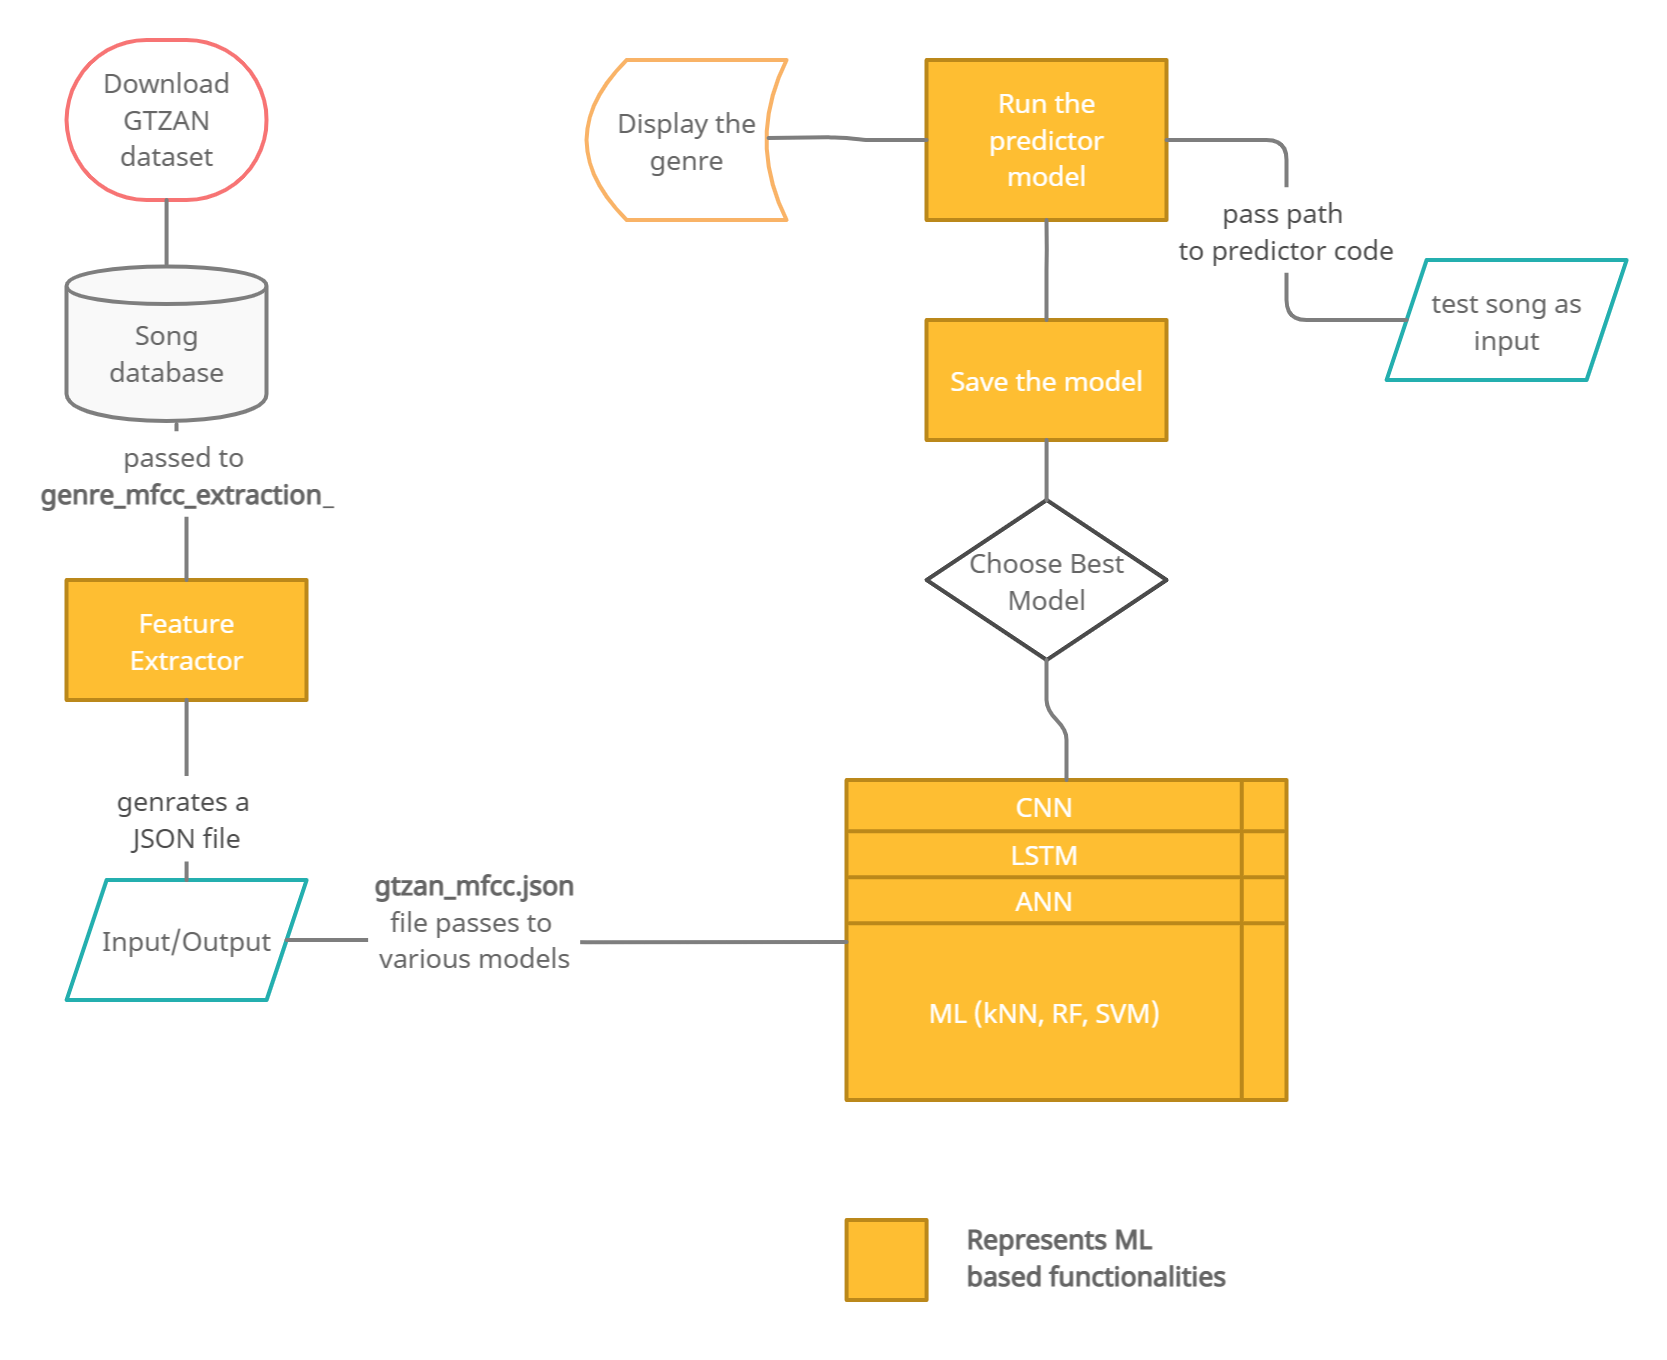 Download
GTZAN
dataset
Song
database
passed to
genre_mfcc_extraction_
Feature
Extractor
genrates a
JSON file
Input/Output
gtzan_mfcc.json
file passes to
various models
Display the
genre
Run the
predictor
model
pass path
to predictor code
test song as
input
Save the model
Choose Best
Model
CNN
LSTM
ANN
ML (kNN, RF, SVM)
Represents ML
based functionalities